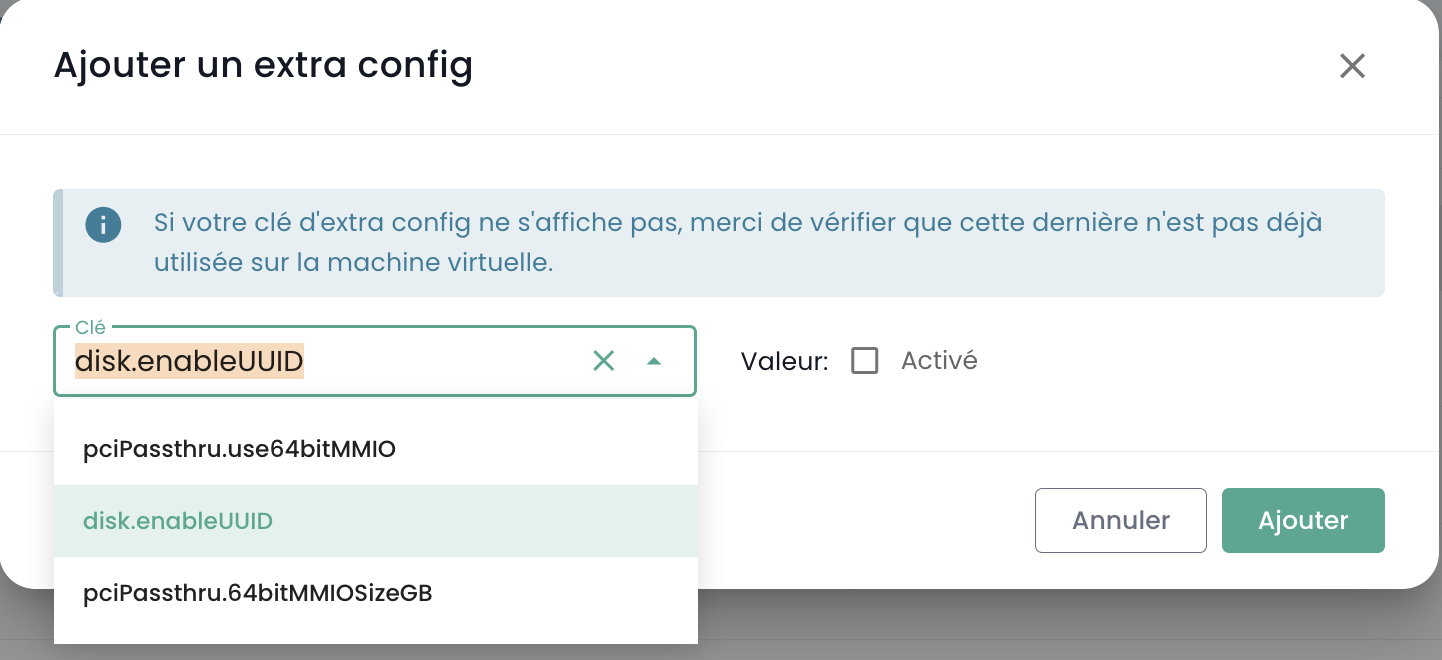 Ajouter un extra config
Si votre clé d'extra config ne s'affiche pas, merci de vérifier que cette dernière n'est pas déjà
utilisée sur la machine virtuelle.
Clé
disk.enableUUID
Valeur: Activé
pciPassthru.use64bitMMIO
disk.enableUUID
pciPassthru.64bitMMIOSizeGB
Annuler Ajouter